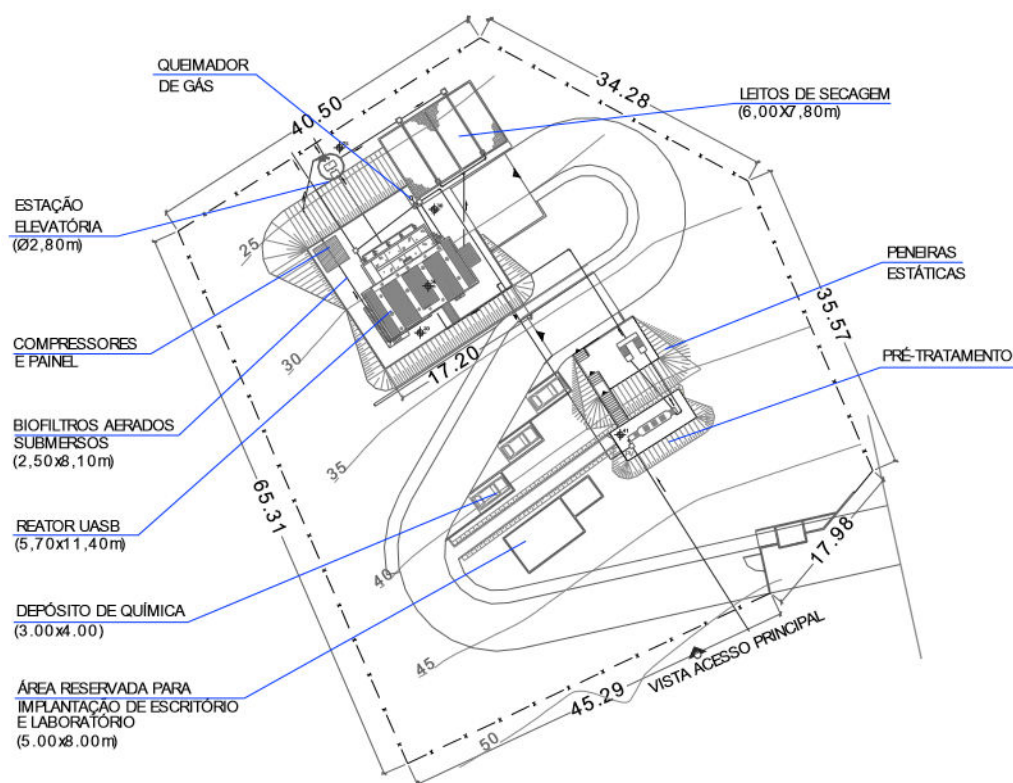 QUEIMADOR
DE GÁS
40.50
34.28
LEITOS DE SECAGEM
(6,00X7,80m)
ESTAÇÃO
ELEVATÓRIA
(Ø2,80m)
25
PENEIRAS
ESTÁTICAS
COMPRESSORES
E PAINEL
30
17.20
35.57
PRÉ-TRATAMENTO
BIOFILTROS AERADOS
SUBMERSOS
(2,50x8,10m)
35
65.31
REATOR UASB
(5,70x11,40m)
17.98
40
DEPÓSITO DE QUÍMICA
(3.00x4.00)
45
VISTA ACESSO PRINCIPAL
45.29
ÁREA RESERVADA PARA
IMPLANTAÇÃO DE ESCRITÓRIO
E LABORATÓRIO
(5.00x8.00m)
50